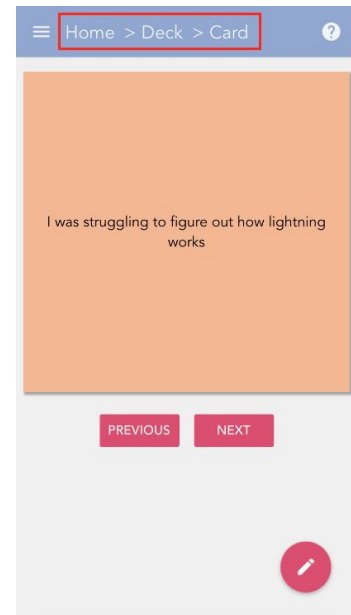 Home > Deck > Card
I was struggling to figure out how lightning
works
PREVIOUS NEXT